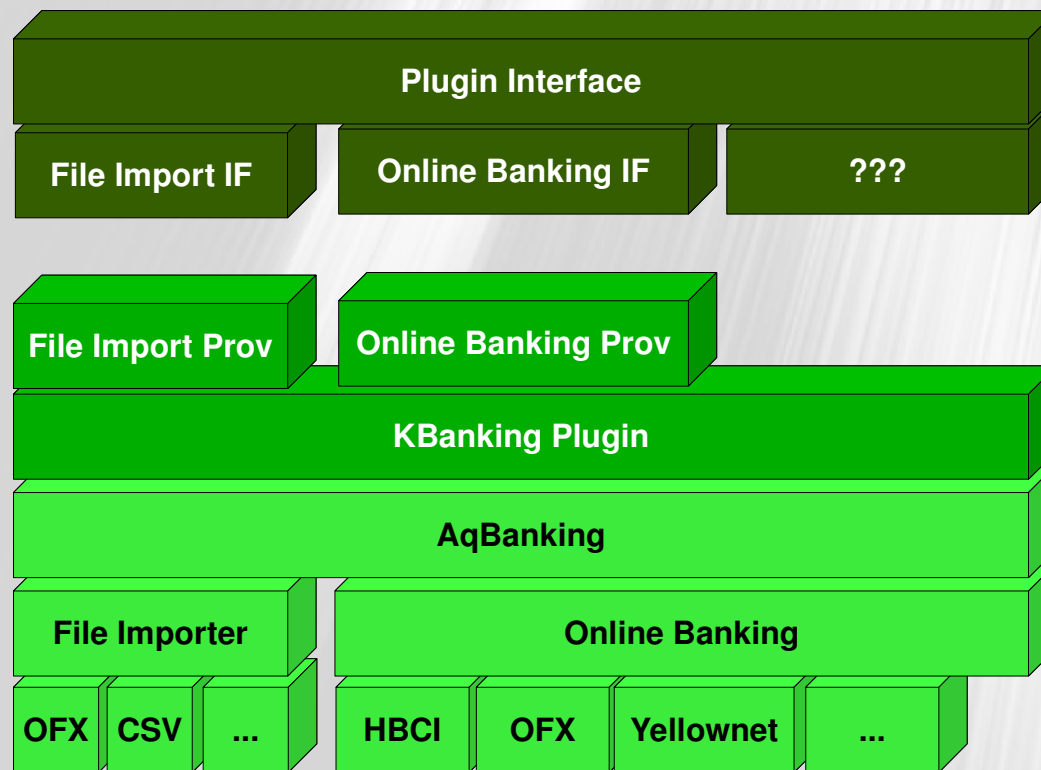 Plugin Interface
File Import IF
Online Banking IF
???
File Import Prov
Online Banking Prov
KBanking Plugin
AqBanking
File Importer
Online Banking
OFX
CSV
...
HBCI
OFX
Yellownet
...